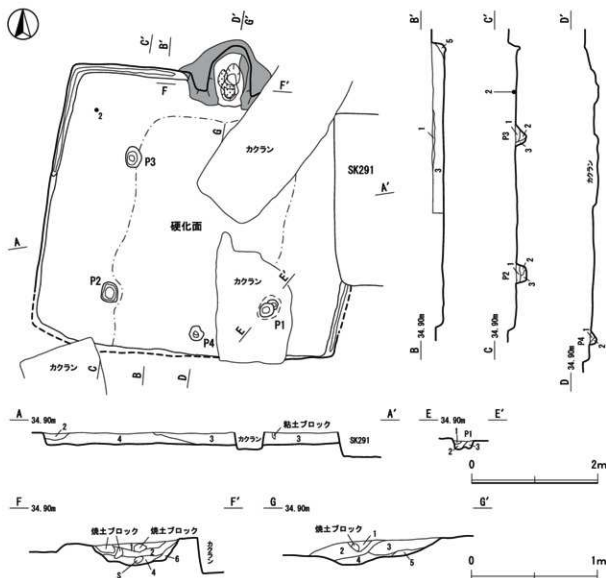 D' G'
C' B'
B' C' D'
F F'
5
2
2
P3
G
カクラン
1 2
P3 3
1
3
カクラン
SK291
A'
硬化面
A
カクラン
E'
P2
P1
E
P4
1 2
P2 3
カクラン
C B D
B 34.90m
C 34.90m
P4 1 2
D 34.90m
A 34.90m A' E 34.90m E'
2 4 3 カクラン 粘土ブロック 3 SK291
P1 2 3
0 2m
F 34.90m F' G 34.90m G'
焼土ブロック 焼土ブロック カクラン
2 6 S 4
焼土ブロック 1 2 3 4 5
0 1m